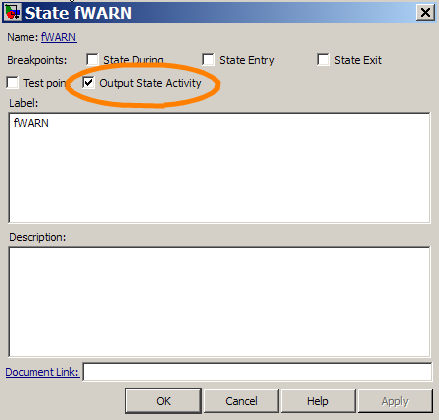 State fWARN
Name: fWARN
Breakpoints: State During State Entry State Exit
Test point Output State Activity
Label:
fWARN
Description:
Document Link:
OK Cancel Help Apply